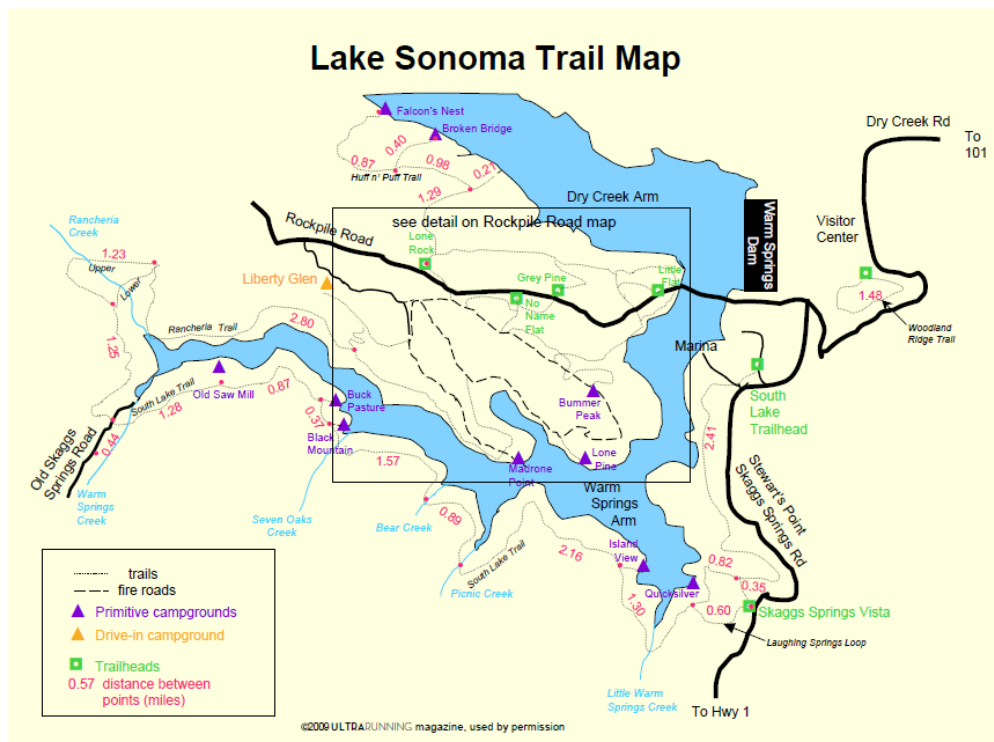 Lake Sonoma Trail Map
Falcon's Nest
Broken Bridge
0.40
0.87
0.98
0.21
Huff n' Puff Trail
1.29
Dry Creek Rd
To
101
Dry Creek Arm
Warm Springs
Dam
Visitor
Center
see detail on Rockpile Road map
Rockpile Road
Rancheria
Creek
1.23
Upper
Lower
Lone
Rock
Liberty Glen
Grey Pine
Little
Flat
No
Name
Flat
1.48
Woodland
Ridge Trail
Rancheria Trail
2.80
1.25
Marina
Old Saw Mill
South Lake Trail
1.28
0.87
Buck
Pasture
0.37
Black
Mountain
Bummer
Peak
South
Lake
Trailhead
2.41
0.44
Old Skaggs
Springs Road
1.57
Madrone
Point
Lone
Pine
Warm
Springs
Arm
Stewart's Point
Skaggs Springs Rd
Warm
Springs
Creek
Seven Oaks
Creek
Bear Creek
0.89
Island
View
2.16
South Lake Trail
Picnic Creek
0.82
0.35
Quicksilver
1.30
0.60
Skaggs Springs Vista
Laughing Springs Loop
Little Warm
Springs Creek
To Hwy 1
trails
fire roads
Primitive campgrounds
Drive-in campground
Trailheads
0.57 distance between
points (miles)
©2009 ULTRARUNNING magazine, used by permission